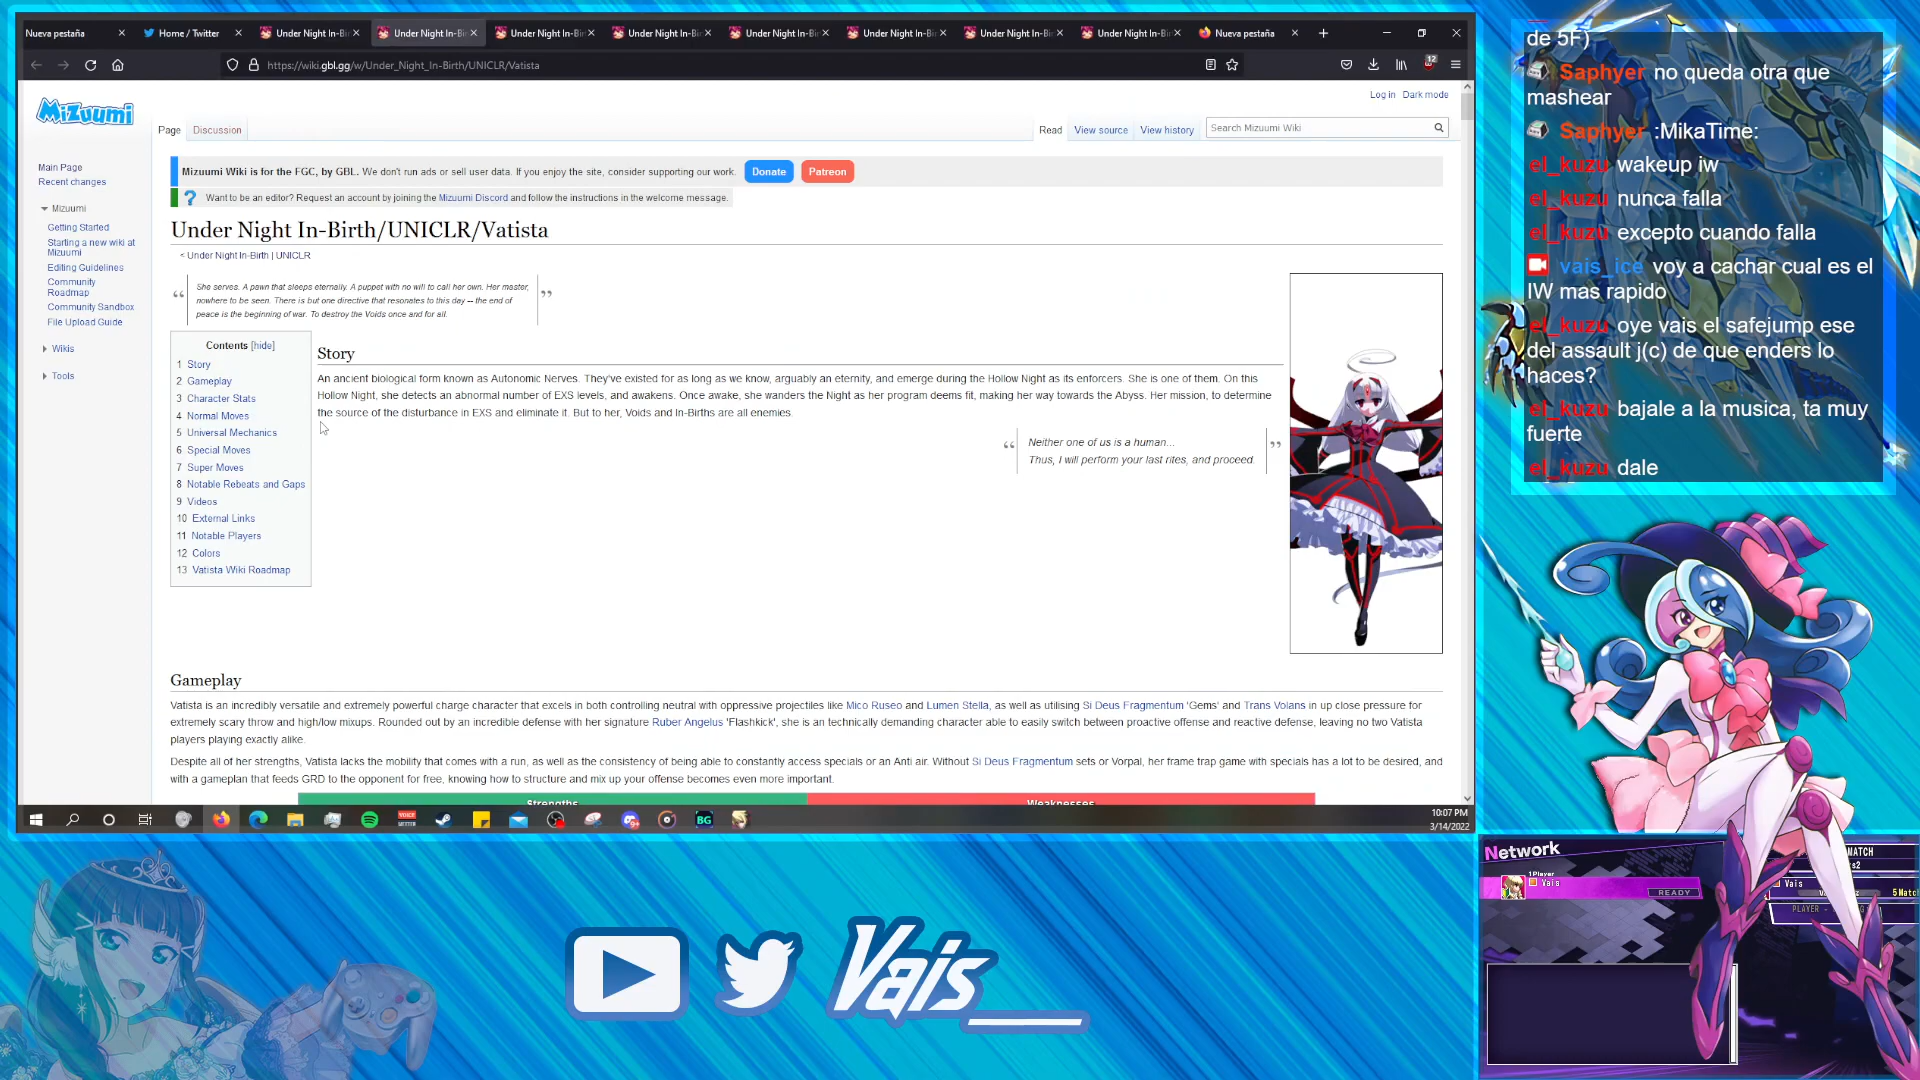 Nueva pestaña
Home / Twitter
Under Night In-Bi
Under Night In-Bi
Under Night In-Bi
Under Night In-Bi
Under Night In-Bi
Under Night In-Bi
Under Night In-Bi
Under Night In-Bi
Nueva pestaña
https://wiki.gbl.gg/w/Under_Night_In-Birth/UNICLR/Vatista
12
Mizuumi
Log in Dark mode
Page Discussion
Read View source View history
Search Mizuumi Wiki
Main Page
Recent changes
Mizuumi
Getting Started
Starting a new wiki at
Mizuumi
Editing Guidelines
Community
Roadmap
Community Sandbox
File Upload Guide
Wikis
Tools
Mizuumi Wiki is for the FGC, by GBL. We don't run ads or sell user data. If you enjoy the site, consider supporting our work.
Donate
Patreon
? Want to be an editor? Request an account by joining the Mizuumi Discord and follow the instructions in the welcome message.
Under Night In-Birth/UNICLR/Vatista
< Under Night In-Birth | UNICLR
“ She serves. A pawn that sleeps eternally. A puppet with no will to call her own. Her master, ”
nowhere to be seen. There is but one directive that resonates to this day -- the end of
peace is the beginning of war. To destroy the Voids once and for all.
Contents [hide]
1 Story
2 Gameplay
3 Character Stats
4 Normal Moves
5 Universal Mechanics
6 Special Moves
7 Super Moves
8 Notable Rebeats and Gaps
9 Videos
10 External Links
11 Notable Players
12 Colors
13 Vatista Wiki Roadmap
Story
An ancient biological form known as Autonomic Nerves. They've existed for as long as we know, arguably an eternity, and emerge during the Hollow Night as its enforcers. She is one of them. On this
Hollow Night, she detects an abnormal number of EXS levels, and awakens. Once awake, she wanders the Night as her program deems fit, making her way towards the Abyss. Her mission, to determine
the source of the disturbance in EXS and eliminate it. But to her, Voids and In-Births are all enemies.
“ Neither one of us is a human... ”
Thus, I will perform your last rites, and proceed.
Gameplay
Vatista is an incredibly versatile and extremely powerful charge character that excels in both controlling neutral with oppressive projectiles like Mico Ruseo and Lumen Stella, as well as utilising Si Deus Fragmentum 'Gems' and Trans Volans in up close pressure for
extremely scary throw and high/low mixups. Rounded out by an incredible defense with her signature Ruber Angelus 'Flashkick', she is an technically demanding character able to easily switch between proactive offense and reactive defense, leaving no two Vatista
players playing exactly alike.
Despite all of her strengths, Vatista lacks the mobility that comes with a run, as well as the consistency of being able to constantly access specials or an Anti air. Without Si Deus Fragmentum sets or Vorpal, her frame trap game with specials has a lot to be desired, and
with a gameplan that feeds GRD to the opponent for free, knowing how to structure and mix up your offense becomes even more important.
Strengths
Weaknesses
BG
10:07 PM
3/14/2022
de 5F)
Saphyer no queda otra que
mashear
Saphyer :MikaTime:
el_kuzu wakeup iw
el_kuzu nunca falla
el_kuzu excepto cuando falla
vais_ice voy a cachar cual es el
IW mas rapido
el_kuzu oye vais el safejump ese
del assault j(c) de que enders lo
haces?
el_kuzu bajale a la musica, ta muy
fuerte
el_kuzu dale
Network
1Player
Vais
READY
MATCH
Vais
5 Matc
PLAYER
Vais___